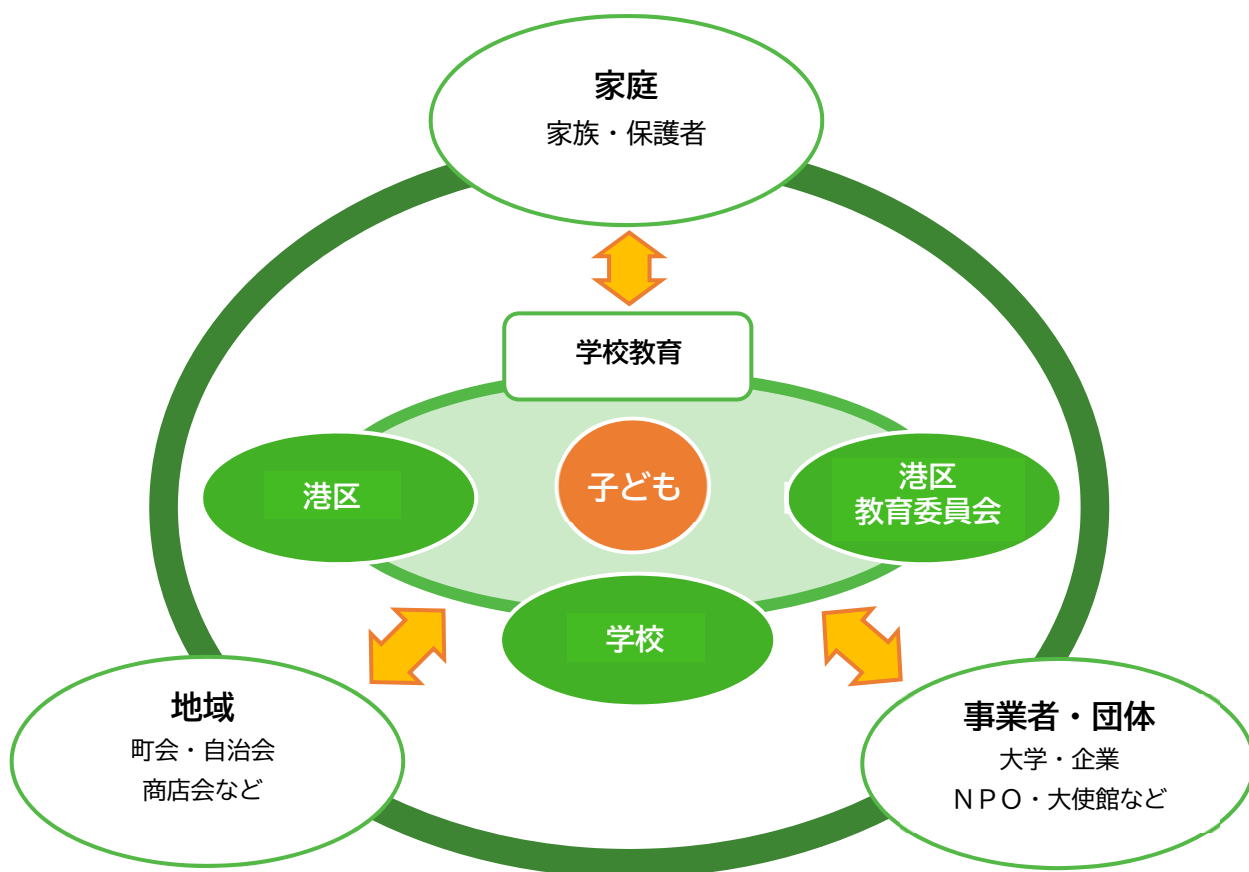 家庭
家族・保護者
学校教育
子ども
港区
港区
教育委員会
学校
地域
町会・自治会
商店会など
事業者・団体
大学・企業
ＮＰＯ・大使館など